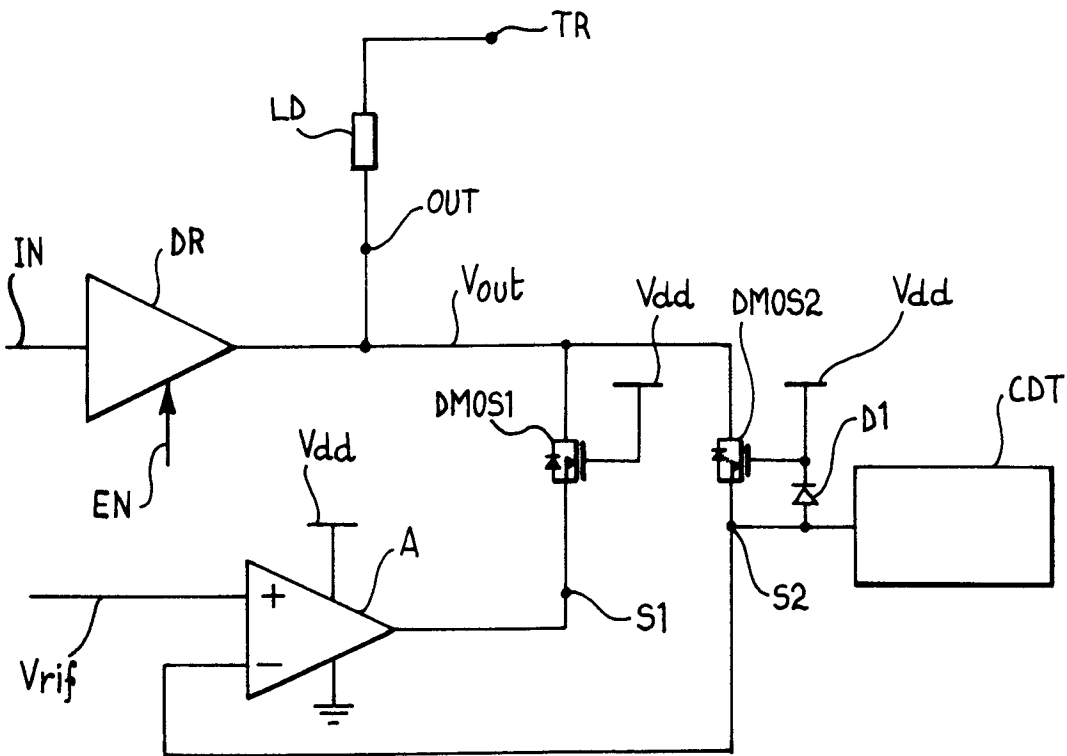 TR
LD
OUT
IN
DR
Vout
Vdd
DMOS2
Vdd
CDT
DMOS1
D1
EN
Vdd
A
+
S1
S2
Vrif
−